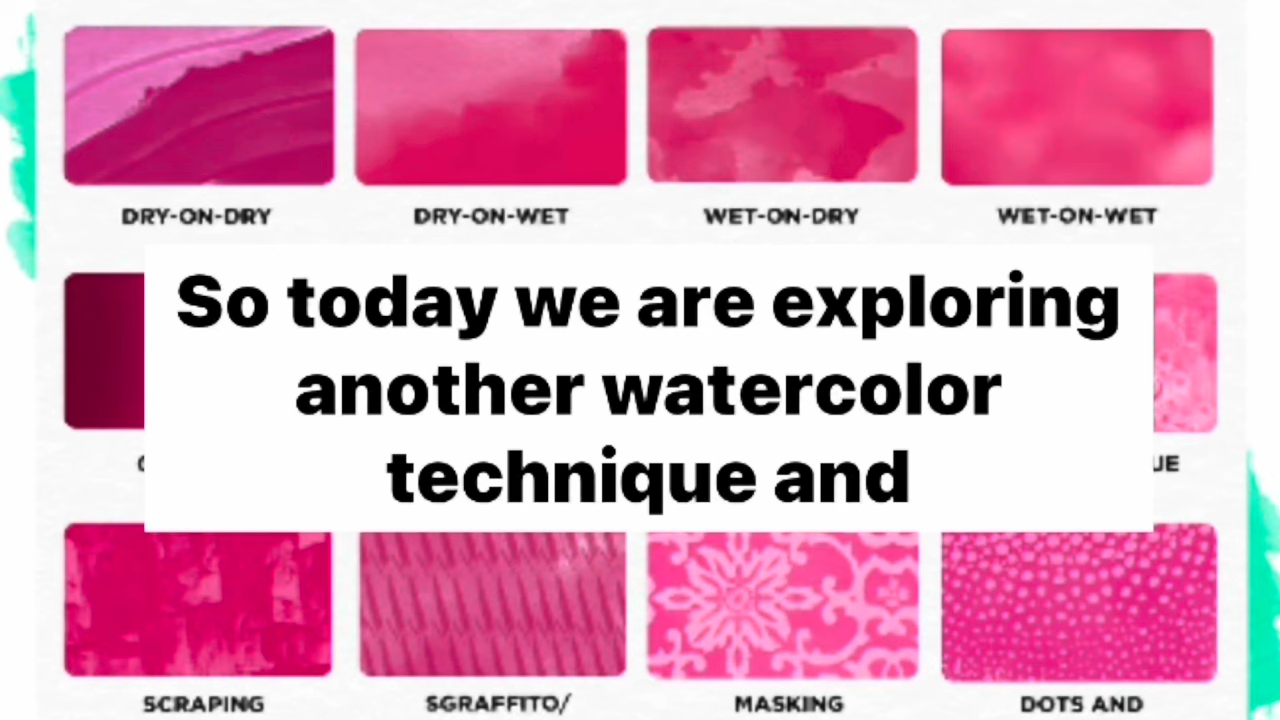 DRY-ON-DRY
DRY-ON-WET
WET-ON-DRY
WET-ON-WET
So today we are exploring
another watercolor
technique and
SCRAPING
SGRAFFITO/
MASKING
DOTS AND